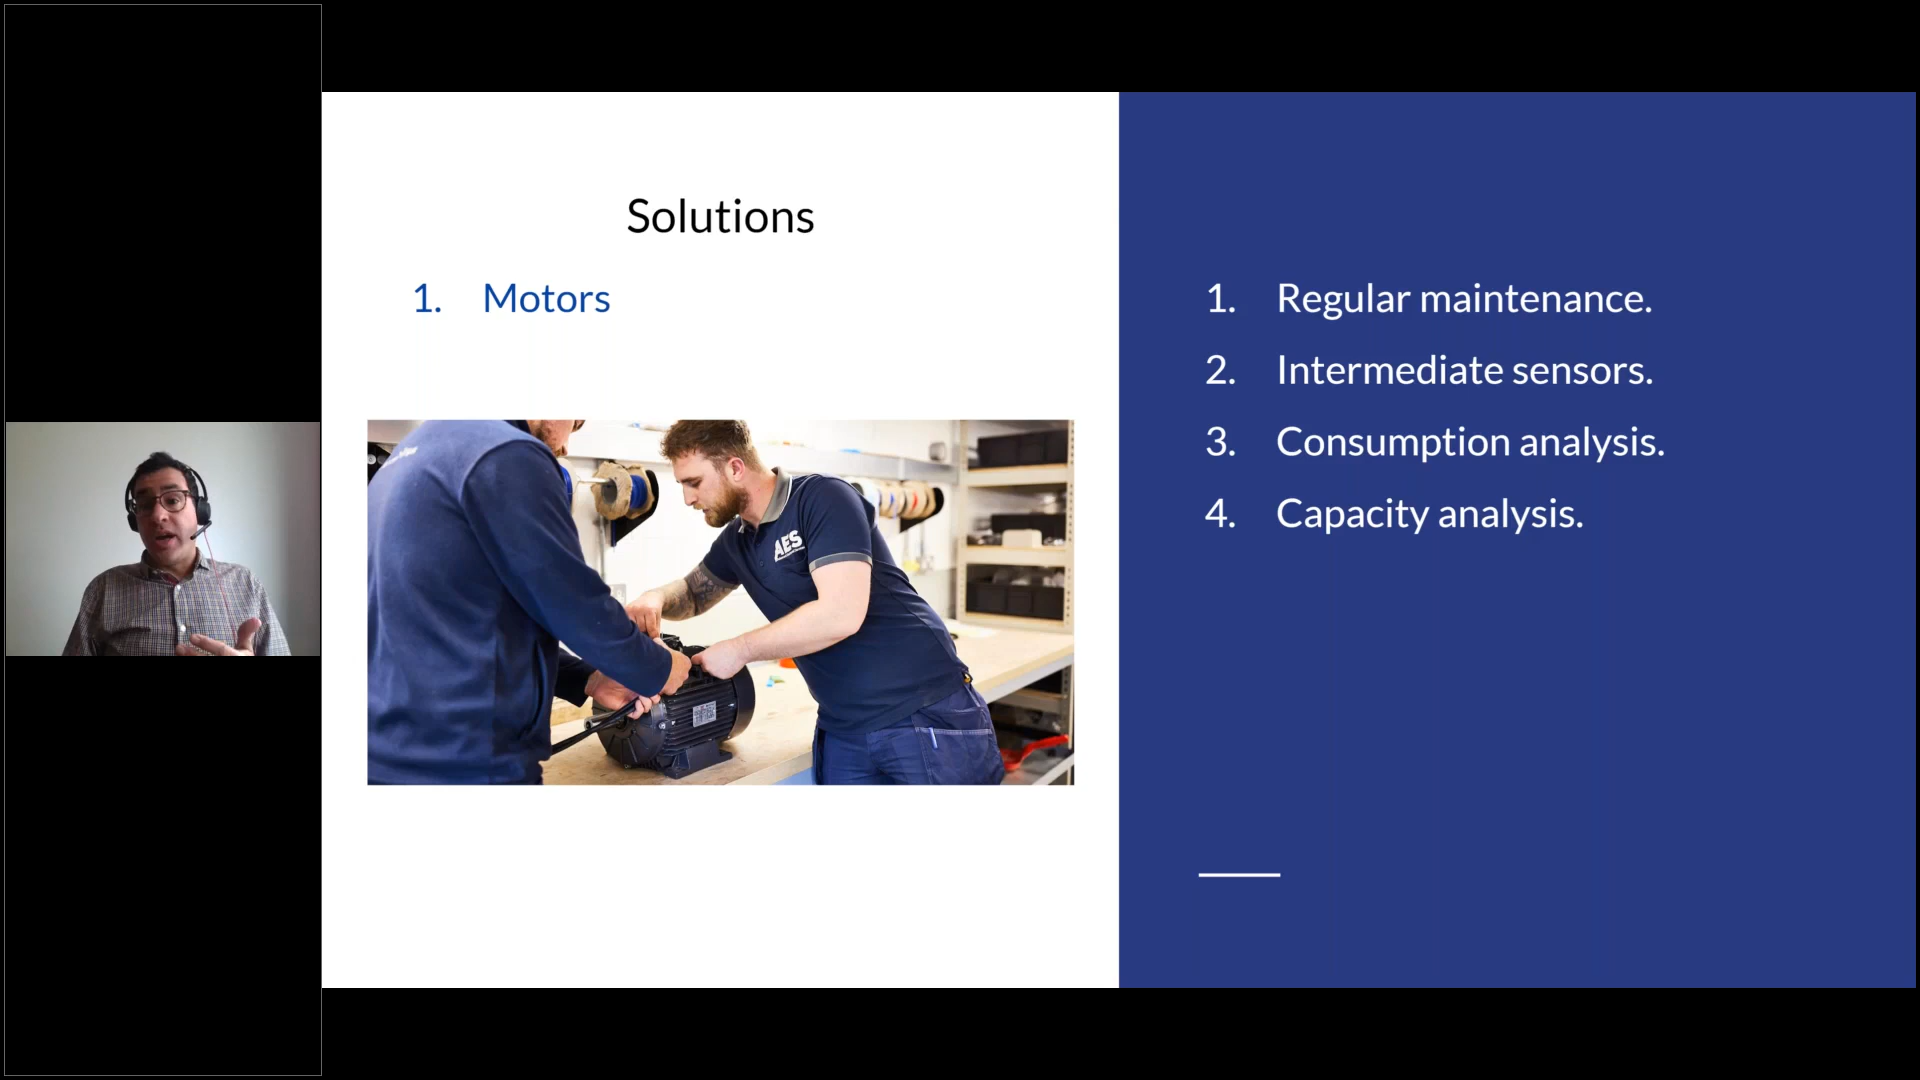 Solutions
1. Motors
AES
1. Regular maintenance.
2. Intermediate sensors.
3. Consumption analysis.
4. Capacity analysis.